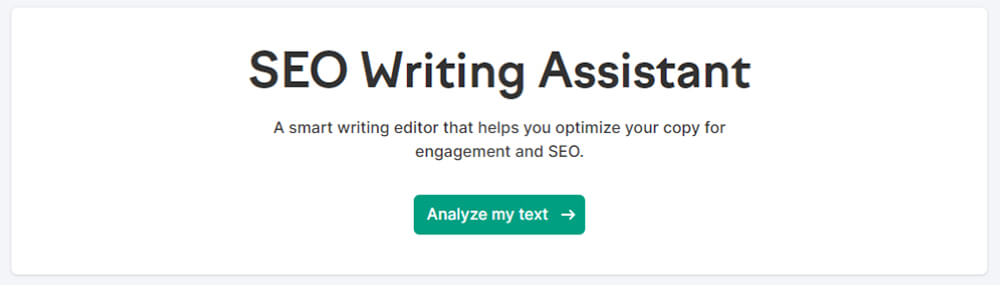 SEO Writing Assistant
A smart writing editor that helps you optimize your copy for
engagement and SEO.
Analyze my text →